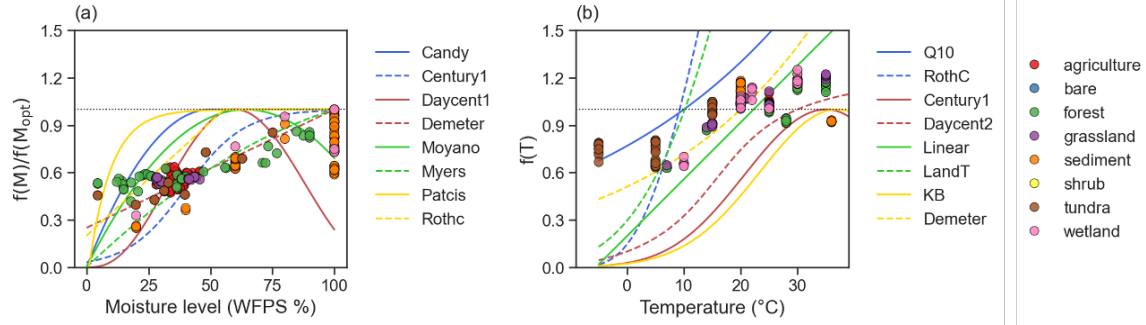 (a)
1.5
1.2
0.9
0.6
0.3
0.0
f(M)/f(Mopt)
0 25 50 75 100
Moisture level (WFPS %)
Candy
Century1
Daycent1
Demeter
Moyano
Myers
Patcis
Rothc
(b)
1.5
1.2
0.9
0.6
0.3
0.0
f(T)
0 10 20 30
Temperature (°C)
Q10
RothC
Century1
Daycent2
Linear
LandT
KB
Demeter
agriculture
bare
forest
grassland
sediment
shrub
tundra
wetland